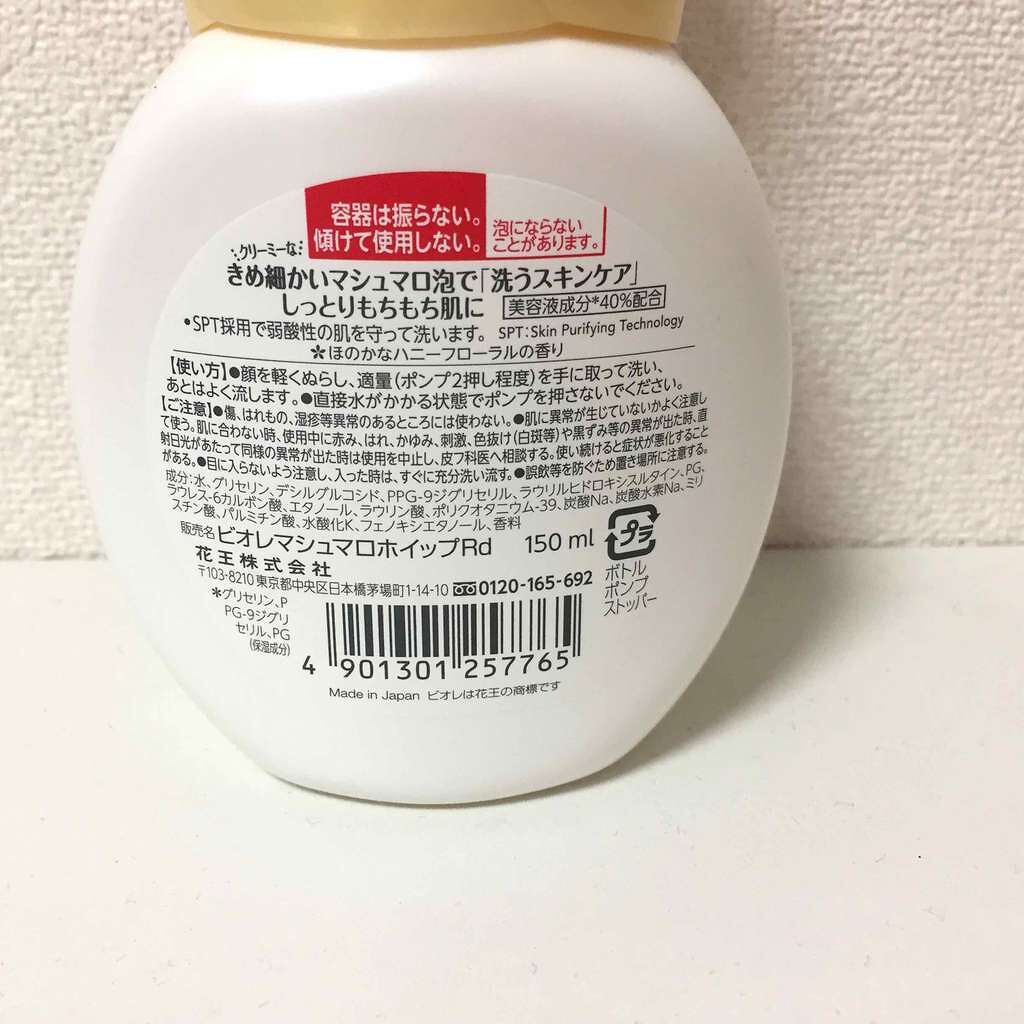 容器は振らない。
傾けて使用しない。
泡にならない
ことがあります。
クリーミーな
きめ細かいマシュマロ泡で「洗うスキンケア」
しっとりもちもち肌に 美容液成分*40%配合
•SPT採用で弱酸性の肌を守って洗います。 SPT:Skin Purifying Technology
*ほのかなハニーフローラルの香り
【使い方】●顔を軽くぬらし、適量(ポンプ2押し程度)を手に取って洗い、
あとはよく流します。●直接水がかかる状態でポンプを押さないでください。
【ご注意】●傷、はれもの、湿疹等異常のあるところには使わない。●肌に異常が生じていないかよく注意し
て使う。肌に合わない時、使用中に赤み、はれ、かゆみ、刺激、色抜け(白斑等)や黒ずみ等の異常が出た時、直
射日光があたって同様の異常が出た時は使用を中止し、皮フ科医へ相談する。使い続けると症状が悪化すること
がある。●目に入らないよう注意し、入った時は、すぐに充分洗い流す。●誤飲等を防ぐため置き場所に注意する。
成分:水、グリセリン、デシルグルコシド、PPG-9ジグリセリル、ラウリルヒドロキシスルタイン、PG、
ラウレス-6カルボン酸、エタノール、ラウリン酸、ポリクオタニウム-39、炭酸Na、炭酸水素Na、ミリ
スチン酸、パルミチン酸、水酸化K、フェノキシエタノール、香料
販売名 ビオレマシュマロホイップRd 150 ml
花王株式会社
〒103-8210 東京都中央区日本橋茅場町1-14-10 0120-165-692
プラ
ボトル
ポンプ
ストッパー
*グリセリン、P
PG-9ジグリ
セリル、PG
(保湿成分)
4 901301 257765
Made in Japan ビオレは花王の商標です